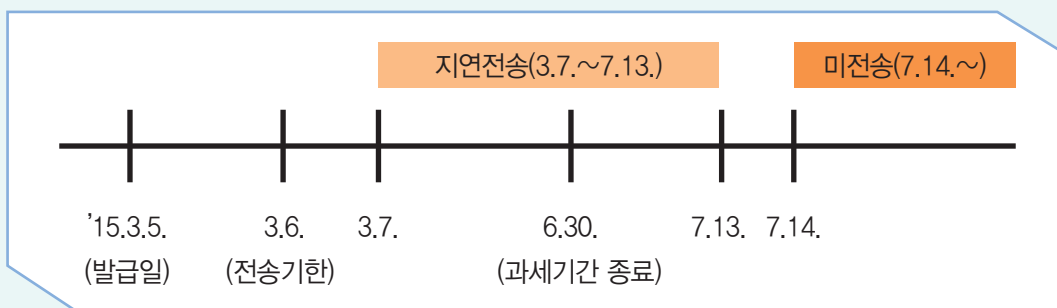 지연전송(3.7.~7.13.)
미전송(7.14.~)
'15.3.5.
3.6.
3.7.
6.30.
7.13.
7.14.
(발급일)
(전송기한)
(과세기간 종료)